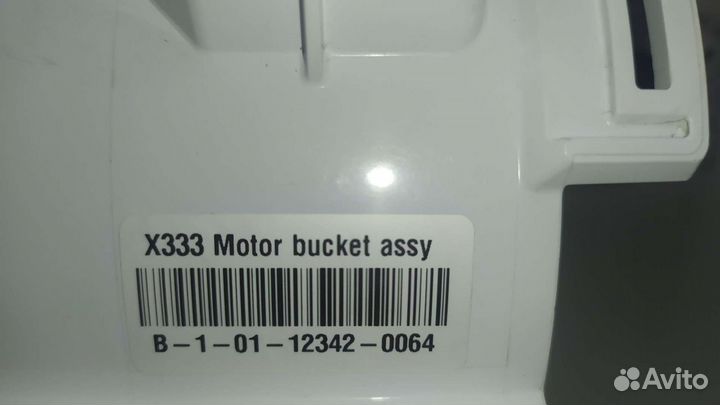 X333 Motor bucket assy
B-1-01-12342-0064
Avito